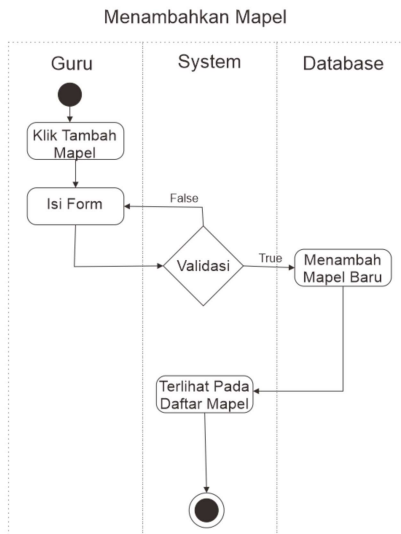 Menambahkan Mapel
Guru
System
Database
Klik Tambah
Mapel
Isi Form
False
Validasi
True
Menambah
Mapel Baru
Terlihat Pada
Daftar Mapel